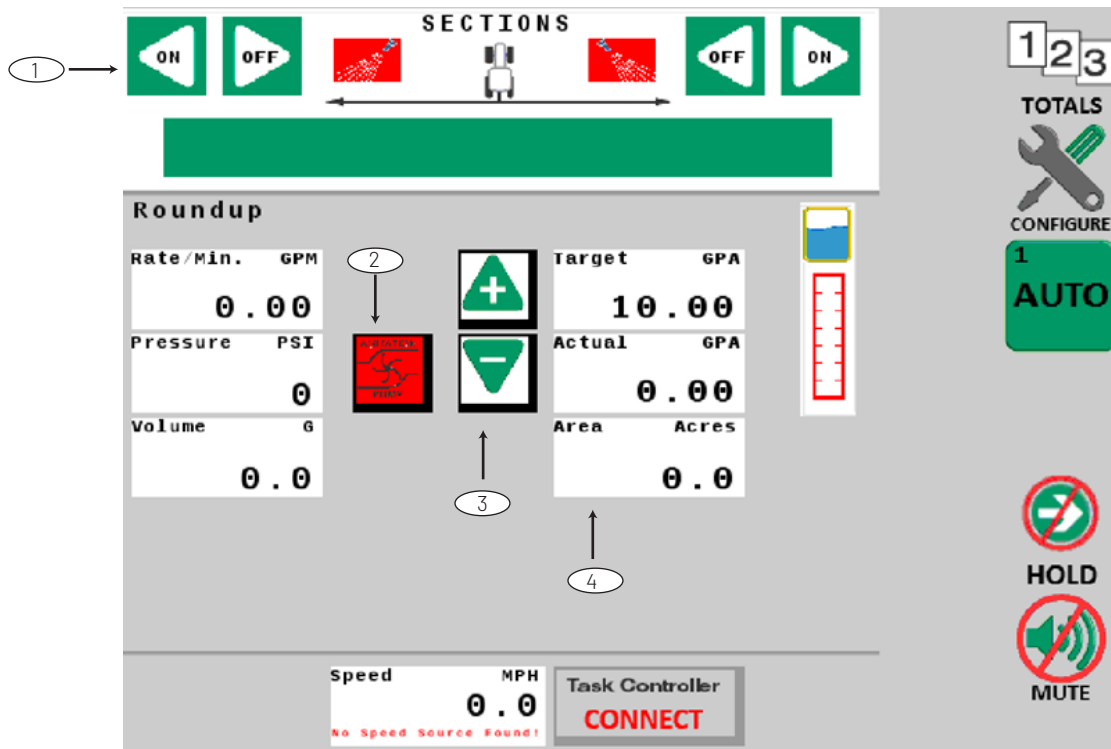 SECTIONS
1
ON
OFF
OFF
ON
1 2 3
TOTALS
CONFIGURE
1
AUTO
HOLD
MUTE
Roundup
Rate/Min. GPM
0.00
Pressure PSI
0
Volume G
0.0
2
AGITATION
PUMP
+
−
3
Target GPA
10.00
Actual GPA
0.00
Area Acres
0.0
4
Speed MPH
0.0
No Speed Source Found!
Task Controller
CONNECT